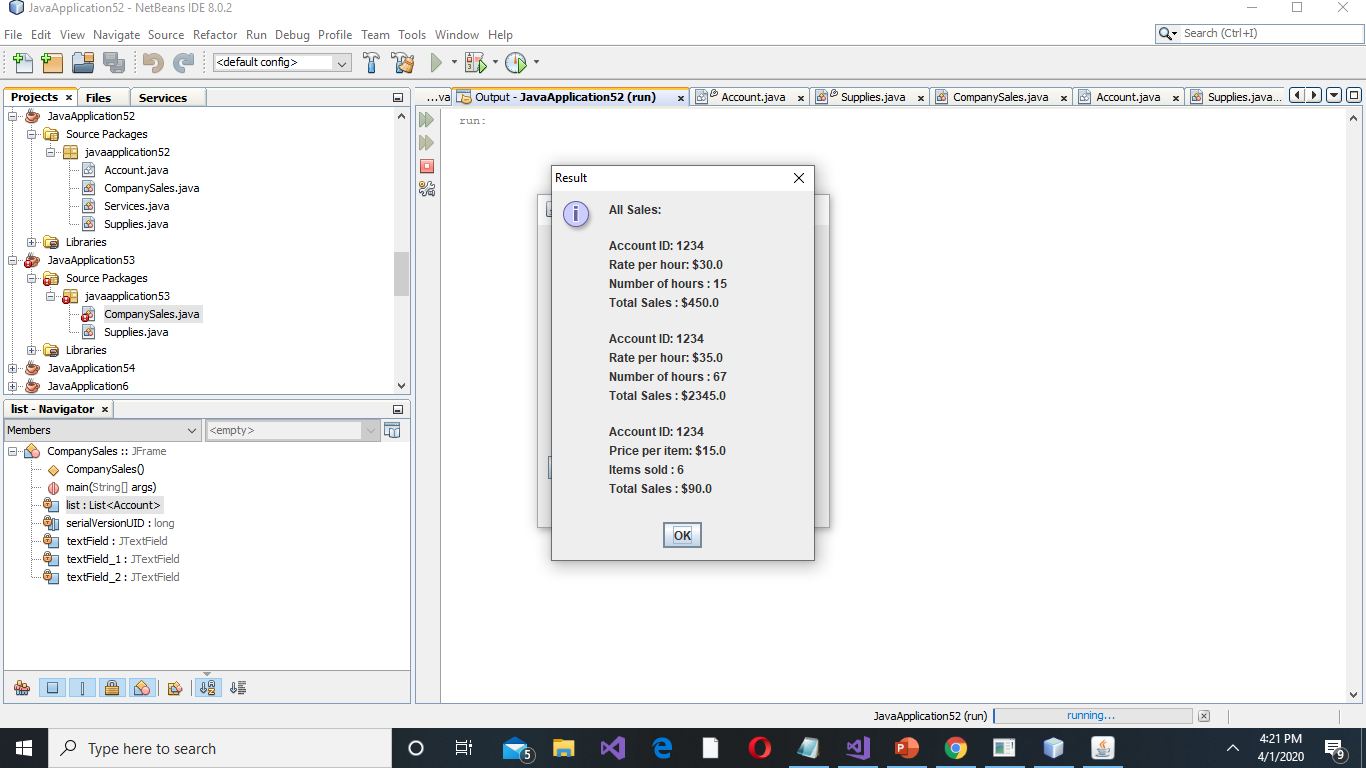 JavaApplication52 - NetBeans IDE 8.0.2
File Edit View Navigate Source Refactor Run Debug Profile Team Tools Window Help
Search (Ctrl+I)
<default config>
Projects Files Services
...va Output - JavaApplication52 (run) Account.java Supplies.java CompanySales.java Account.java Supplies.java...
JavaApplication52
Source Packages
javaapplication52
Account.java
CompanySales.java
Services.java
Supplies.java
Libraries
JavaApplication53
Source Packages
javaapplication53
CompanySales.java
Supplies.java
Libraries
JavaApplication54
JavaApplication6
list - Navigator
Members
<empty>
CompanySales :: JFrame
CompanySales()
main(String[] args)
list : List<Account>
serialVersionUID : long
textField : JTextField
textField_1 : JTextField
textField_2 : JTextField
run:
Result
All Sales:
Account ID: 1234
Rate per hour: $30.0
Number of hours : 15
Total Sales : $450.0
Account ID: 1234
Rate per hour: $35.0
Number of hours : 67
Total Sales : $2345.0
Account ID: 1234
Price per item: $15.0
Items sold : 6
Total Sales : $90.0
OK
JavaApplication52 (run)
running...
Type here to search
5
4:21 PM
4/1/2020
9